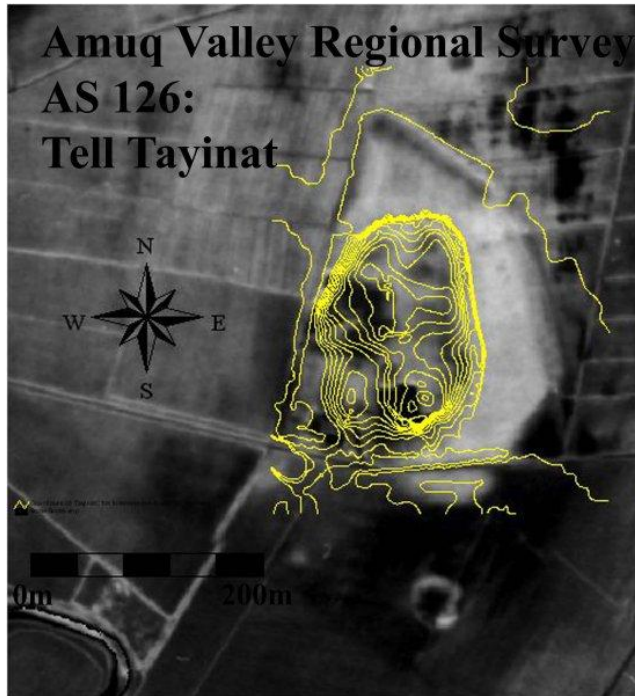 Amuq Valley Regional Survey
AS 126:
Tell Tayinat
N
W E
S
0m 200m